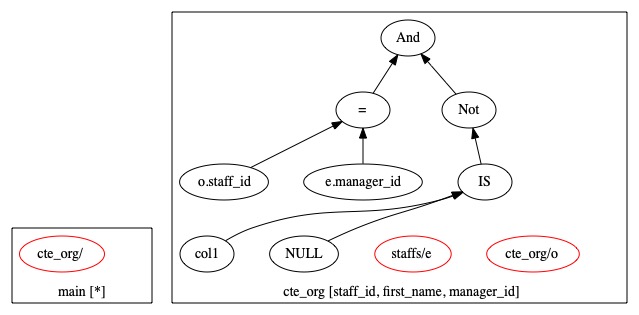 And
=
Not
o.staff_id
e.manager_id
IS
cte_org/
col1
NULL
staffs/e
cte_org/o
main [*]
cte_org [staff_id, first_name, manager_id]